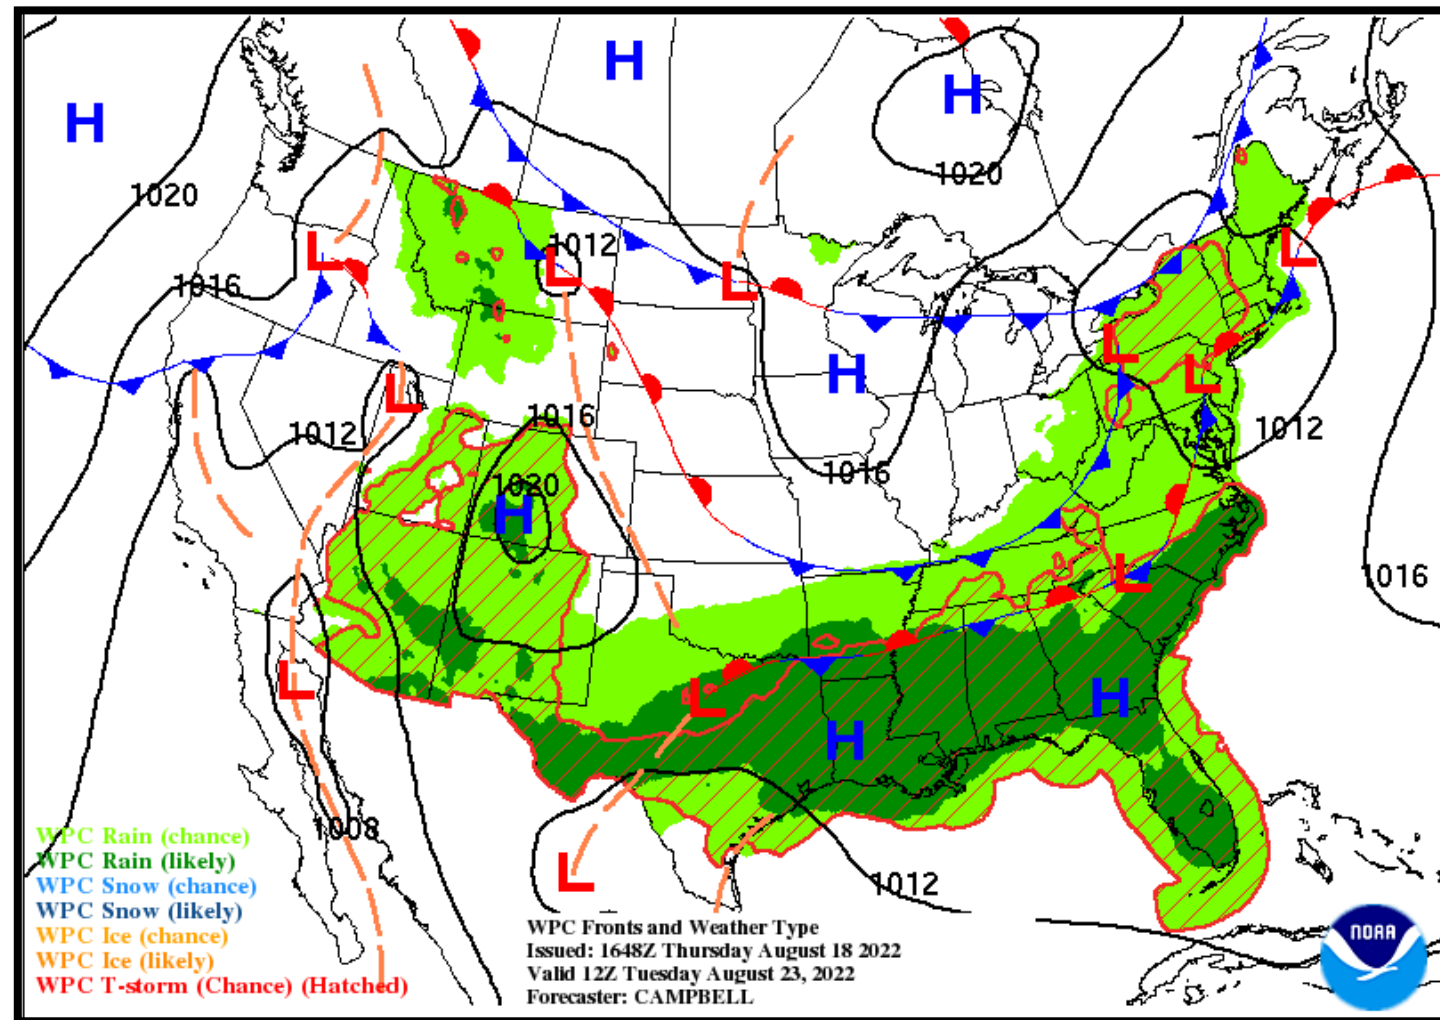 H
H
H
1020
1020
L
1012
L
L
L
1016
L
L
H
L
L
1016
1012
1012
1016
1020
H
1016
L
L
L
H
H
1008
L
1012
WPC Rain (chance)
WPC Rain (likely)
WPC Snow (chance)
WPC Snow (likely)
WPC Ice (chance)
WPC Ice (likely)
WPC T-storm (Chance) (Hatched)
WPC Fronts and Weather Type
Issued: 1648Z Thursday August 18 2022
Valid 12Z Tuesday August 23, 2022
Forecaster: CAMPBELL
NOAA